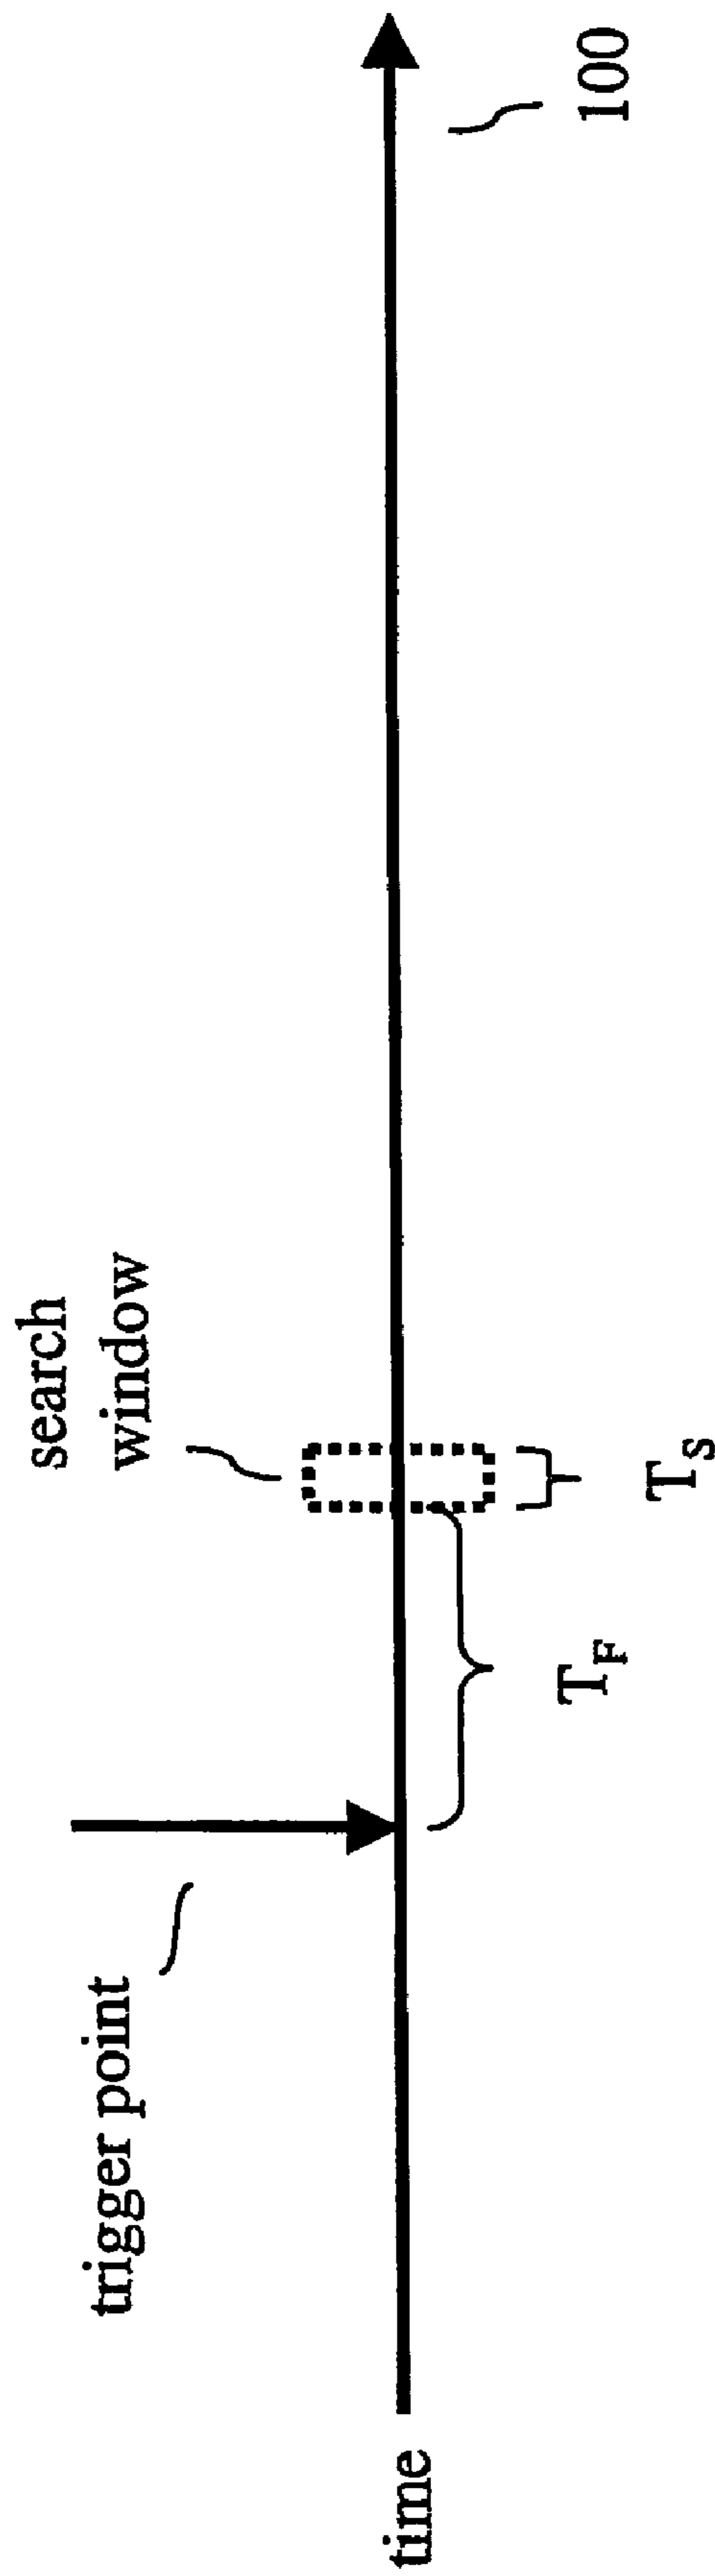 trigger point
search
window
time
T_F
T_S
100